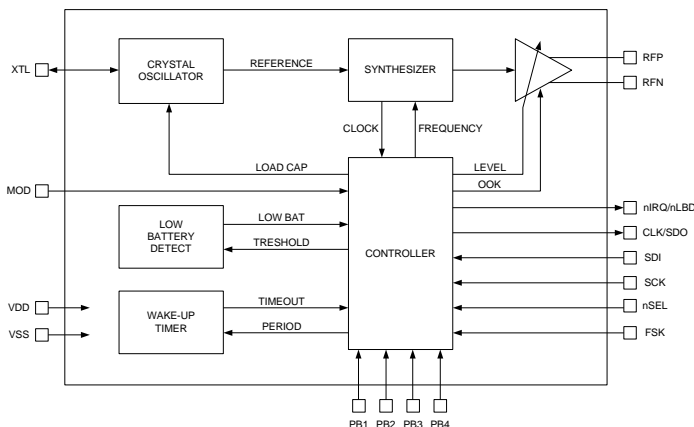 XTL
CRYSTAL
OSCILLATOR
REFERENCE
SYNTHESIZER
RFP
RFN
CLOCK
FREQUENCY
LOAD CAP
LEVEL
OOK
MOD
nIRQ/nLBD
LOW
BATTERY
DETECT
LOW BAT
TRESHOLD
CONTROLLER
CLK/SDO
SDI
SCK
VDD
VSS
WAKE-UP
TIMER
TIMEOUT
PERIOD
nSEL
FSK
PB1 PB2 PB3 PB4